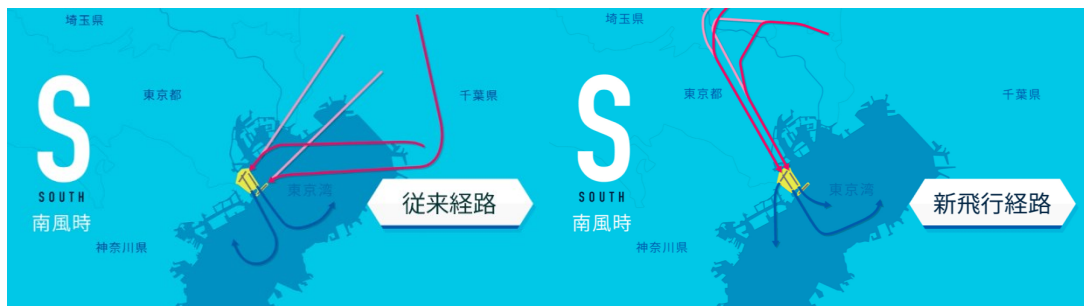 埼玉県
東京都
千葉県
S
SOUTH
南風時
東京湾
従来経路
神奈川県
埼玉県
東京都
千葉県
S
SOUTH
南風時
東京湾
新飛行経路
神奈川県